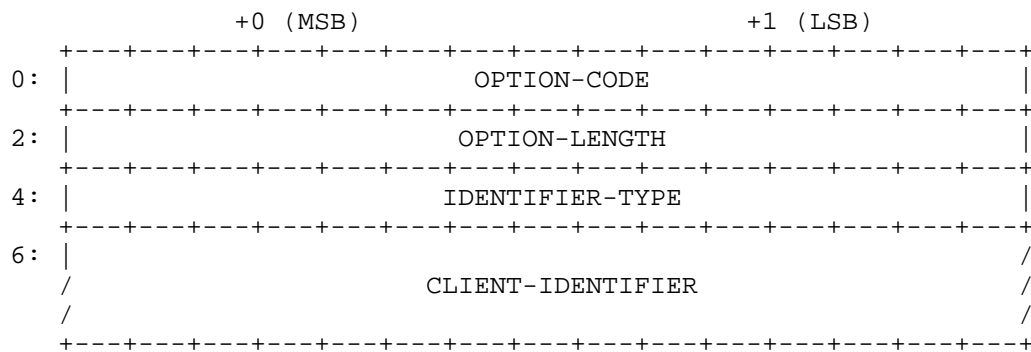 +0 (MSB)                            +1 (LSB)
   +---+---+---+---+---+---+---+---+---+---+---+---+---+---+---+
0: |                         OPTION-CODE                       |
   +---+---+---+---+---+---+---+---+---+---+---+---+---+---+---+
2: |                        OPTION-LENGTH                      |
   +---+---+---+---+---+---+---+---+---+---+---+---+---+---+---+
4: |                       IDENTIFIER-TYPE                     |
   +---+---+---+---+---+---+---+---+---+---+---+---+---+---+---+
6: |                                                           /
   /                      CLIENT-IDENTIFIER                    /
   /                                                           /
   +---+---+---+---+---+---+---+---+---+---+---+---+---+---+---+